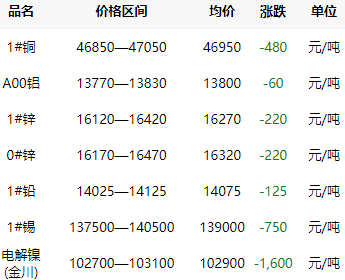 品名 价格区间 均价 涨跌 单位
1#铜 46850—47050 46950 -480 元/吨
A00铝 13770—13830 13800 -60 元/吨
1#锌 16120—16420 16270 -220 元/吨
0#锌 16170—16470 16320 -220 元/吨
1#铅 14025—14125 14075 -125 元/吨
1#锡 137500—140500 139000 -750 元/吨
电解镍
(金川) 102700—103100 102900 -1,600 元/吨